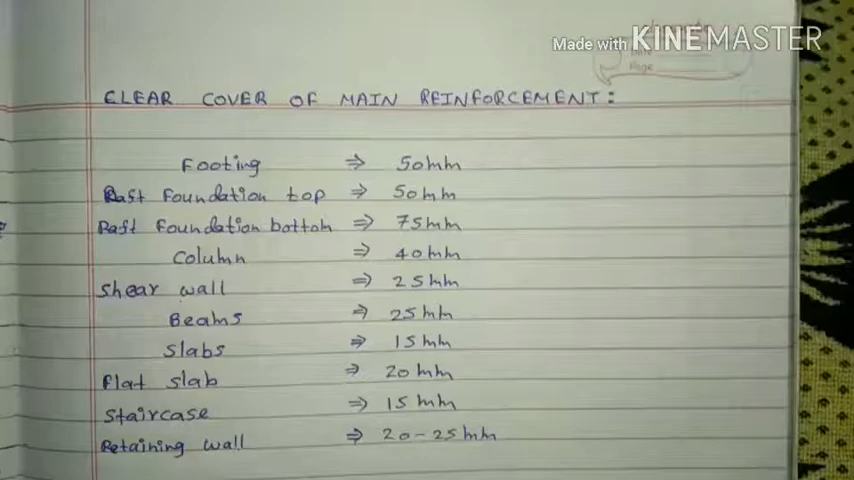 Made with KINEMASTER
Page
CLEAR COVER OF MAIN REINFORCEMENT:
Footing ⇒ 50mm
Raft foundation top ⇒ 50mm
Raft foundation bottom ⇒ 75mm
Column ⇒ 40mm
Shear wall ⇒ 25mm
Beams ⇒ 25mm
Slabs ⇒ 15mm
Flat slab ⇒ 20mm
Staircase ⇒ 15mm
Retaining wall ⇒ 20-25mm